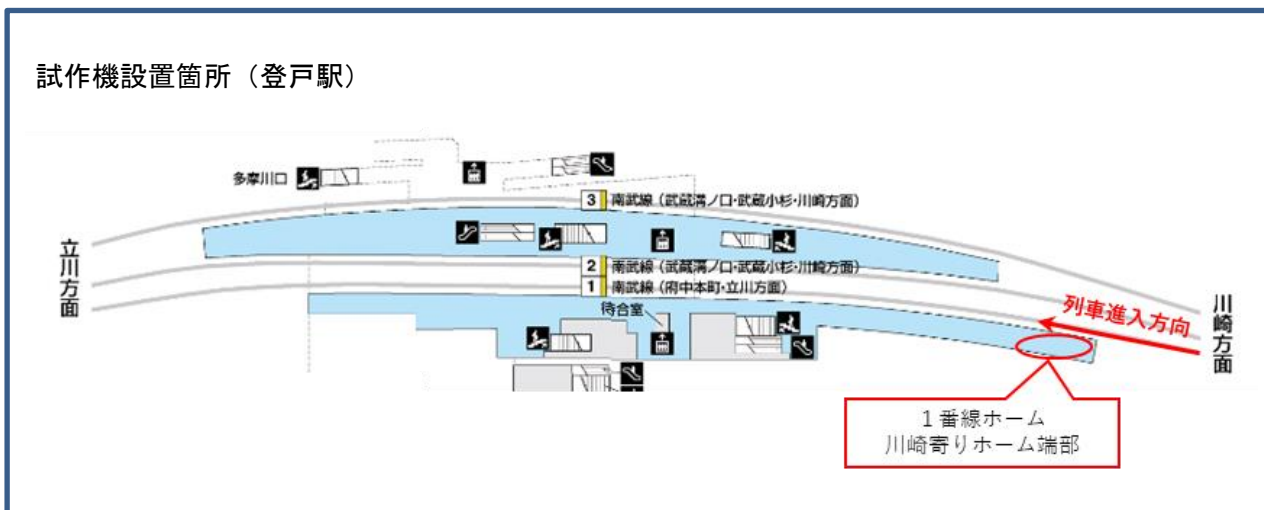 試作機設置箇所（登戸駅）
多摩川口
3 南武線（武蔵溝ノ口・武蔵小杉・川崎方面）
立川方面
2 南武線（武蔵溝ノ口・武蔵小杉・川崎方面）
1 南武線（府中本町・立川方面）
待合室
列車進入方向
川崎方面
１番線ホーム
川崎寄りホーム端部